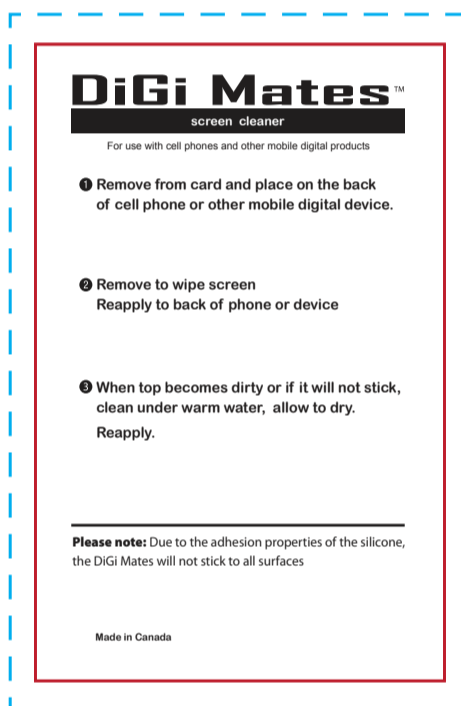 DiGi Mates™
screen cleaner
For use with cell phones and other mobile digital products
❶ Remove from card and place on the back
of cell phone or other mobile digital device.
❷ Remove to wipe screen
Reapply to back of phone or device
❸ When top becomes dirty or if it will not stick,
clean under warm water, allow to dry.
Reapply.
Please note: Due to the adhesion properties of the silicone,
the DiGi Mates will not stick to all surfaces
Made in Canada